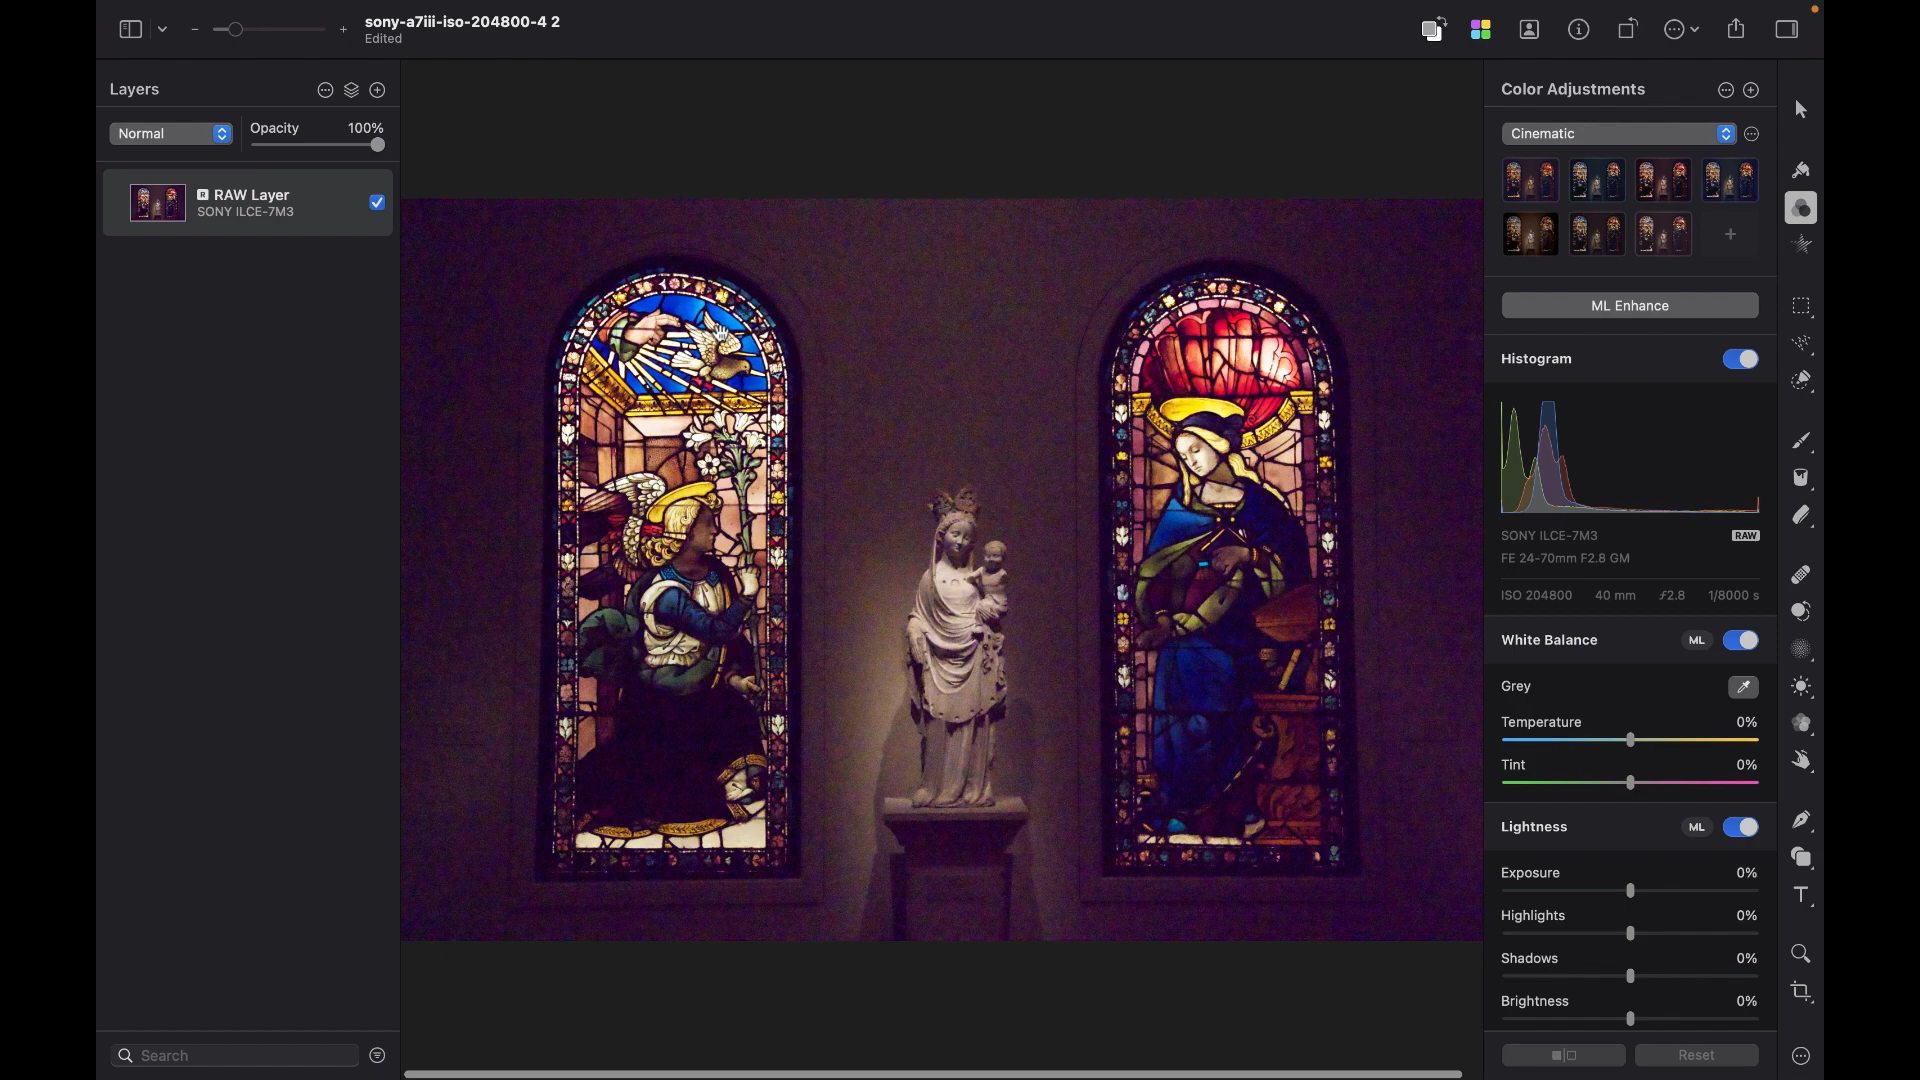 sony-a7iii-iso-204800-4 2
Edited
Layers
Normal
Opacity
100%
R RAW Layer
SONY ILCE-7M3
Search
Color Adjustments
Cinematic
ML Enhance
Histogram
SONY ILCE-7M3
RAW
FE 24-70mm F2.8 GM
ISO 204800 40 mm ƒ2.8 1/8000 s
White Balance ML
Grey
Temperature 0%
Tint 0%
Lightness ML
Exposure 0%
Highlights 0%
Shadows 0%
Brightness 0%
Reset